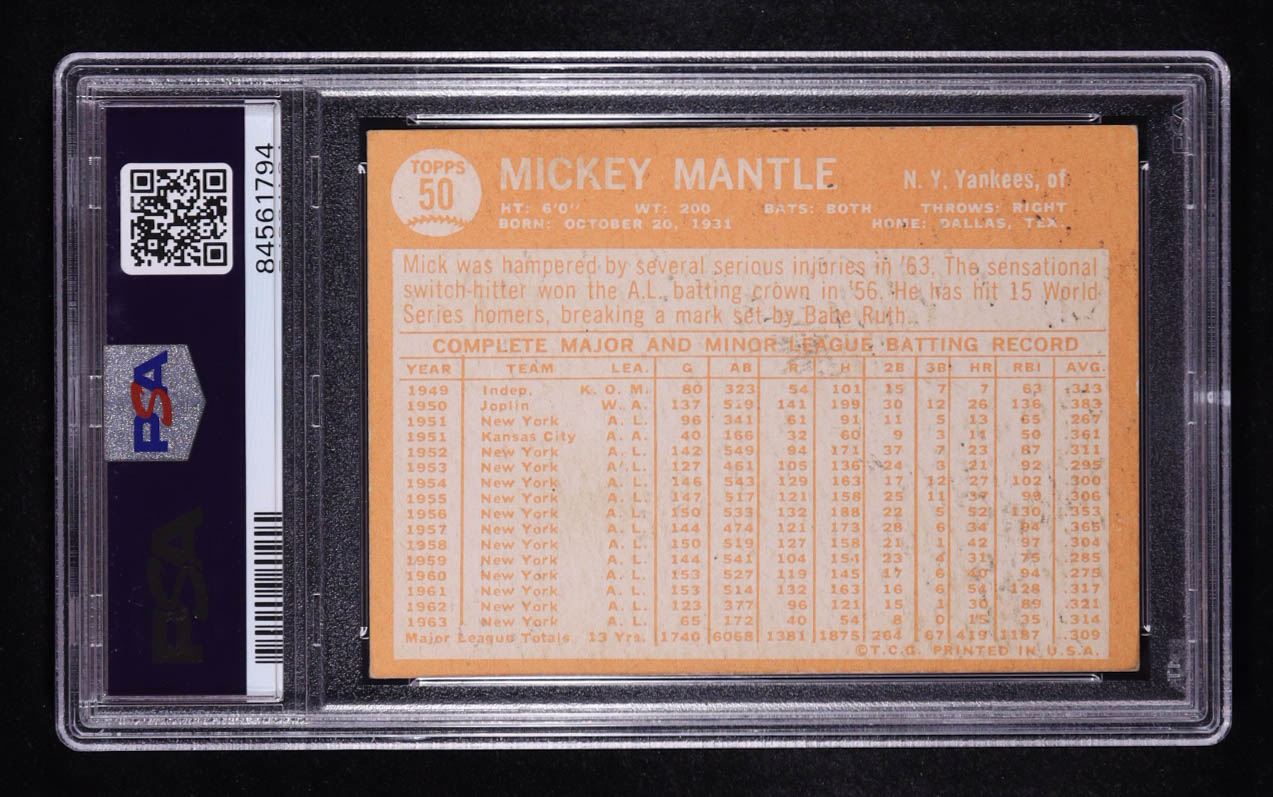 84561794
PSA
PSA
TOPPS
50
MICKEY MANTLE
N. Y. Yankees, of
HT: 6'0" WT: 200 BATS: BOTH THROWS: RIGHT
BORN: OCTOBER 20, 1931 HOME: DALLAS, TEX.
Mick was hampered by several serious injuries in '63. The sensational
switch-hitter won the A.L. batting crown in '56. He has hit 15 World
Series homers, breaking a mark set by Babe Ruth.
COMPLETE MAJOR AND MINOR LEAGUE BATTING RECORD
YEAR TEAM LEA. G AB R H 2B 3B HR RBI AVG.
1949 Indep. K. O. M. 80 323 54 101 15 7 7 63 .313
1950 Joplin W. A. 137 519 141 199 30 12 26 136 .383
1951 New York A. L. 96 341 61 91 11 5 13 65 .267
1951 Kansas City A. A. 40 166 32 60 9 3 11 50 .361
1952 New York A. L. 142 549 94 171 37 7 23 87 .311
1953 New York A. L. 127 461 105 136 24 3 21 92 .295
1954 New York A. L. 146 543 129 163 17 12 27 102 .300
1955 New York A. L. 147 517 121 158 25 11 37 99 .306
1956 New York A. L. 150 533 132 188 22 5 52 130 .353
1957 New York A. L. 144 474 121 173 28 6 34 94 .365
1958 New York A. L. 150 519 127 158 21 1 42 97 .304
1959 New York A. L. 144 541 104 154 23 4 31 75 .285
1960 New York A. L. 153 527 119 145 17 6 40 94 .275
1961 New York A. L. 153 514 132 163 16 6 54 128 .317
1962 New York A. L. 123 377 96 121 15 1 30 89 .321
1963 New York A. L. 65 172 40 54 8 0 15 35 .314
Major League Totals 13 Yrs. 1740 6068 1381 1875 264 67 419 1187 .309
©T.C.G. PRINTED IN U.S.A.